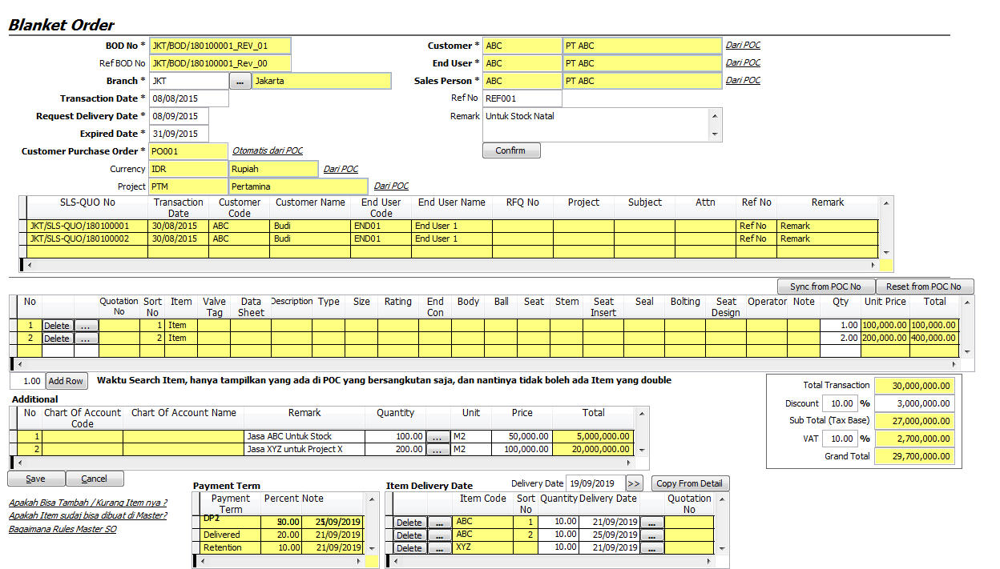 Blanket Order
BOD No * JKT/BOD/180100001_REV_01 Customer * ABC PT ABC Dari POC
Ref BOD No JKT/BOD/180100001_Rev_00 End User * ABC PT ABC Dari POC
Branch * JKT ... Jakarta Sales Person * ABC PT ABC Dari POC
Transaction Date * 08/08/2015 Ref No REF001
Request Delivery Date * 08/09/2015 Remark Untuk Stock Natal
Expired Date * 31/09/2015
Customer Purchase Order * PO001 Otomatis dari POC Confirm
Currency IDR Rupiah Dari POC
Project PTM Pertamina Dari POC
SLS-QUO No Transaction Date Customer Code Customer Name End User Code End User Name RFQ No Project Subject Attn Ref No Remark
JKT/SLS-QUO/180100001 30/08/2015 ABC Budi END01 End User 1 Ref No Remark
JKT/SLS-QUO/180100002 30/08/2015 ABC Budi END01 End User 1 Ref No Remark
Sync from POC No Reset from POC No
No Quotation No Sort No Item Valve Tag Data Sheet Description Type Size Rating End Con Body Ball Seat Stem Seat Insert Seal Bolting Seat Design Operator Note Qty Unit Price Total
1 Delete ... 1 Item 1.00 100,000.00 100,000.00
2 Delete ... 2 Item 2.00 200,000.00 400,000.00
1.00 Add Row Waktu Search Item, hanya tampilkan yang ada di POC yang bersangkutan saja, dan nantinya tidak boleh ada Item yang double
Total Transaction 30,000,000.00
Discount 10.00 % 3,000,000.00
Sub Total (Tax Base) 27,000,000.00
VAT 10.00 % 2,700,000.00
Grand Total 29,700,000.00
Additional
No Chart Of Account Code Chart Of Account Name Remark Quantity Unit Price Total
1 Jasa ABC Untuk Stock 100.00 ... M2 50,000.00 5,000,000.00
2 Jasa XYZ untuk Project X 200.00 ... M2 100,000.00 20,000,000.00
Save Cancel
Apakah Bisa Tambah / Kurang Item nya ?
Apakah Item sudaj bisa dibuat di Master?
Bagaimana Rules Master SO
Payment Term
Payment Term Percent Note
Delivered 20.00 21/09/2019
Retention 10.00 21/09/2019
Item Delivery Date Delivery Date 19/09/2019 >> Copy From Detail
Item Code Sort No Quantity Delivery Date Quotation No
Delete ... ABC 1 10.00 21/09/2019 ...
Delete ... ABC 2 10.00 25/09/2019 ...
Delete ... XYZ 10.00 21/09/2019 ...